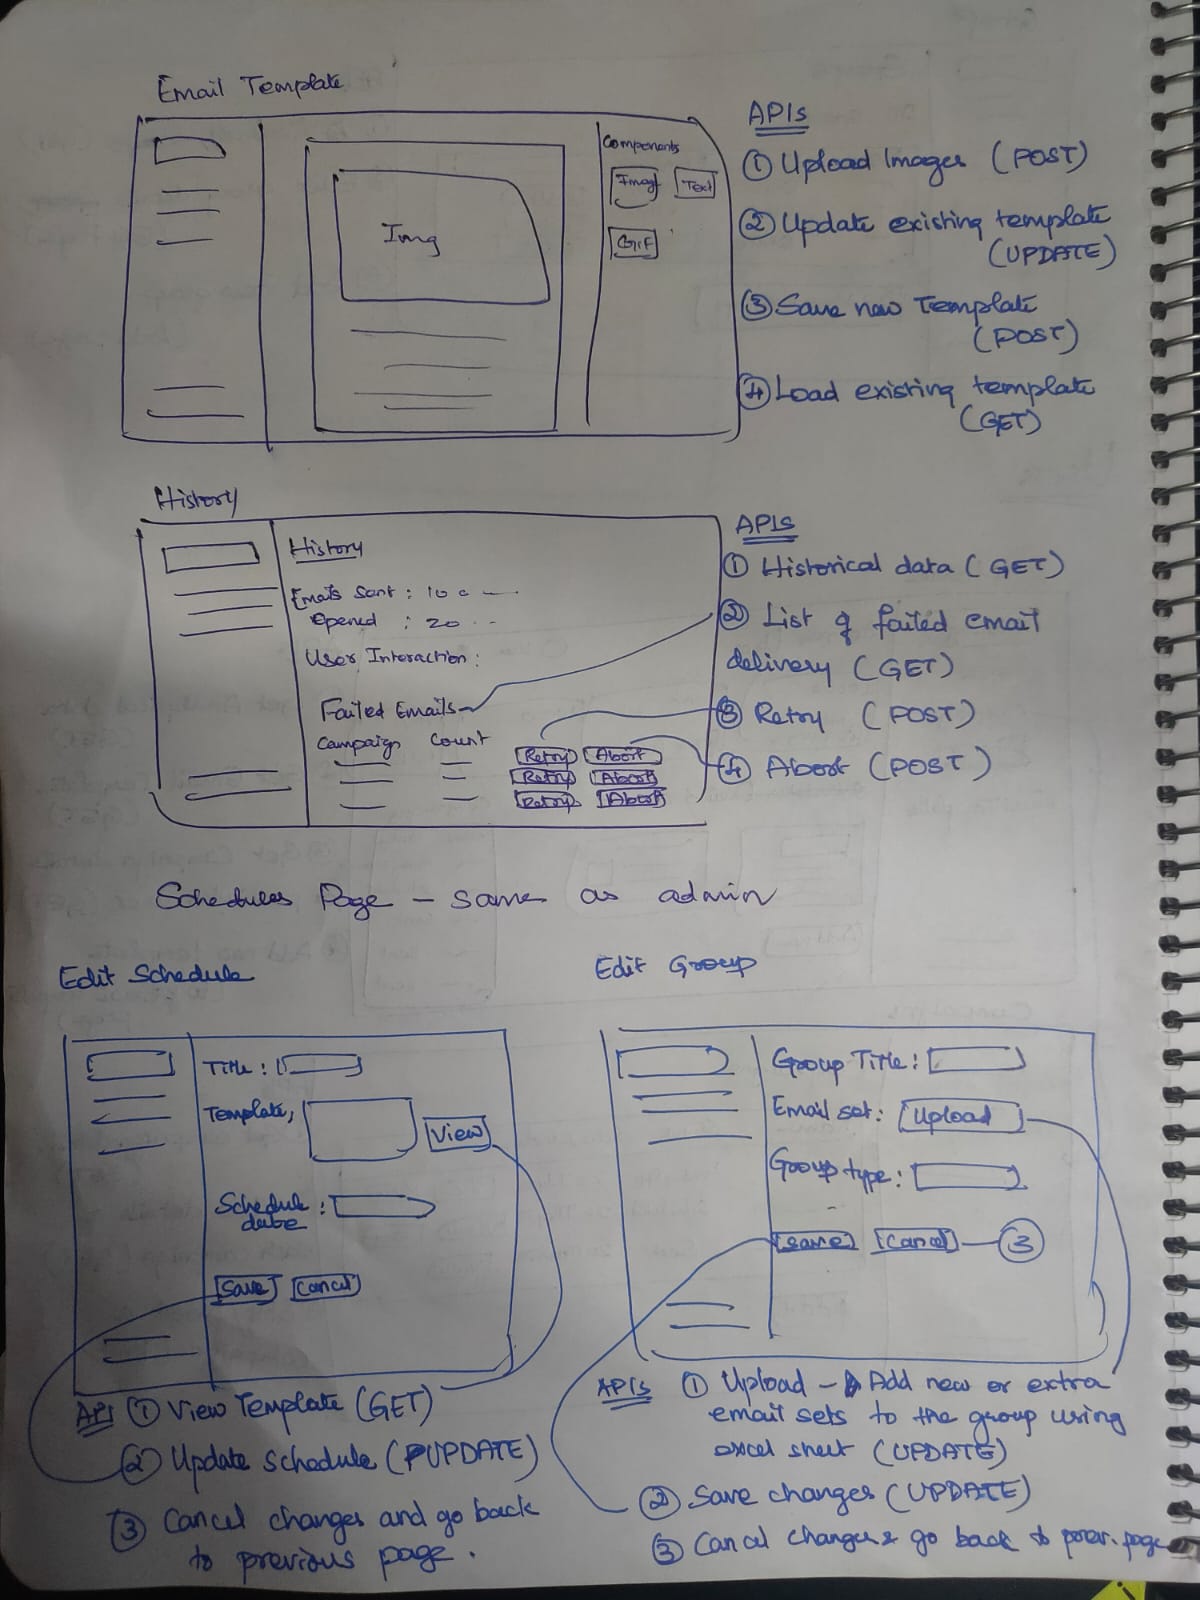 Email Template
Components
Imag
Text
GIF
Img
APIs
① Upload Images (POST)
② Update existing template
(UPDATE)
③ Save new Template
(POST)
④ Load existing template
(GET)
History
History
Emails Sent : 100
Opened : 20 ..
User Interaction :
Failed Emails
Campaign Count
Retry Abort
Retry Abort
Retry Abort
APIs
① Historical data (GET)
② List of failed email
delivery (GET)
③ Retry (POST)
④ Abort (POST)
Schedules Page - same as admin
Edit Schedule
Title :
Template,
View
Schedule :
date
Save Cancel
API ① View Template (GET)
② Update schedule (PUPDATE)
③ Cancel changes and go back
to previous page.
Edit Group
Group Title :
Email set : Upload
Group type :
Save Cancel ③
APIs ① Upload - Add new or extra
email sets to the group using
excel sheet (UPDATE)
② Save changes (UPDATE)
③ Cancel changes & go back to prev. page